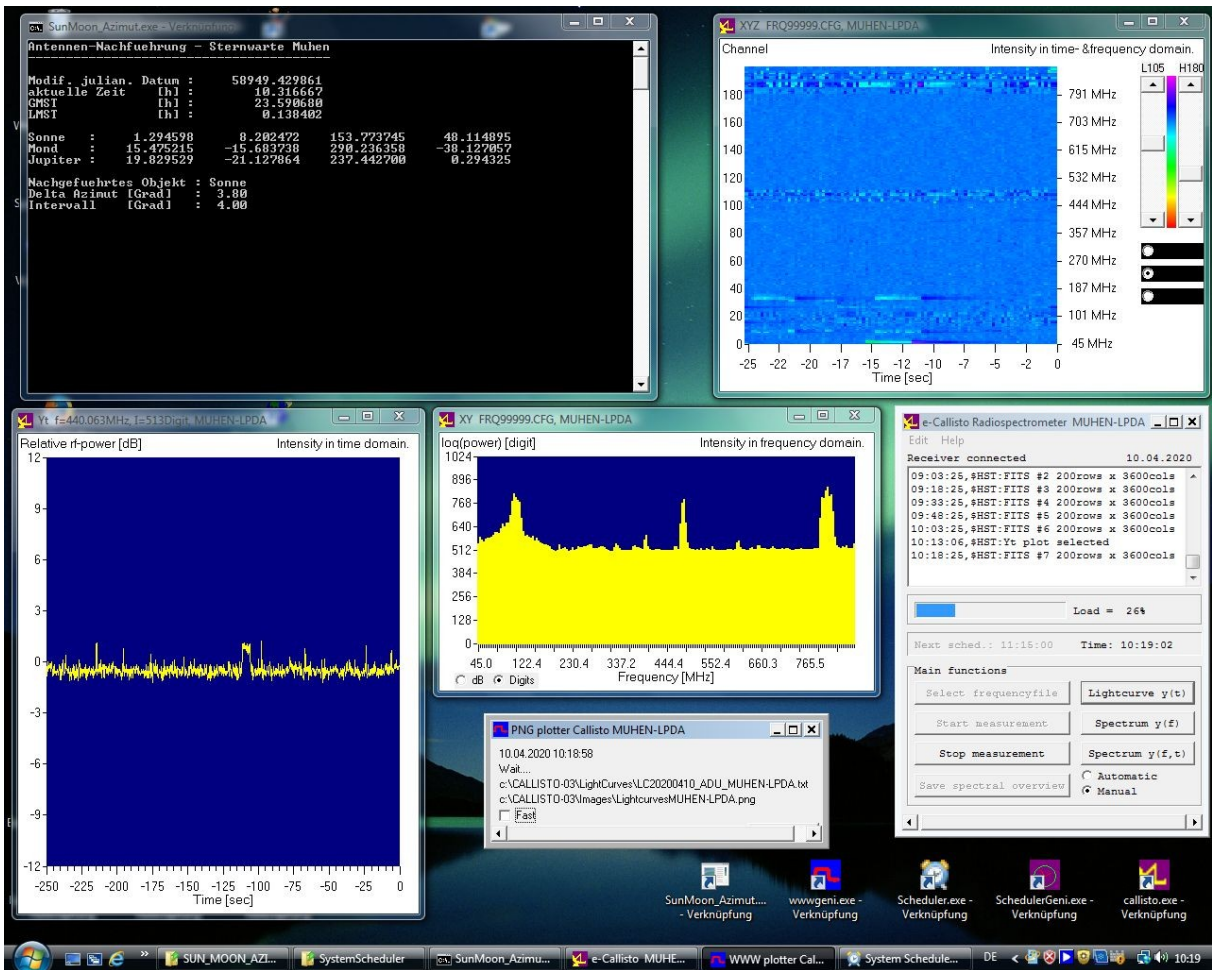 SunMoon_Azimut.exe - Verknüpfung
Antennen-Nachfuehrung - Sternwarte Muhen
Modif. julian. Datum : 58949.429861
aktuelle Zeit [h] : 10.316667
GMST [h] : 23.590680
LMST [h] : 0.138402
Sonne : 1.294598 8.202472 153.773745 48.114895
Mond : 15.475215 -15.683738 290.236358 -38.127057
Jupiter : 19.829529 -21.127864 237.442700 0.294325
Nachgefuehrtes Objekt : Sonne
Delta Azimut [Grad] : 3.80
Intervall [Grad] : 4.00
XYZ FRQ99999.CFG, MUHEN-LPDA
Channel Intensity in time- &frequency domain.
L105 H180
180 791 MHz
160 703 MHz
140 615 MHz
120 532 MHz
100 444 MHz
80 357 MHz
60 270 MHz
40 187 MHz
20 101 MHz
0 45 MHz
-25 -22 -20 -17 -15 -12 -10 -7 -5 -2 0
Time [sec]
Yt f=440.063MHz, I=513Digit, MUHEN-LPDA
Relative rf-power [dB] Intensity in time domain.
12
9
6
3
0
-3
-6
-9
-12
-250 -225 -200 -175 -150 -125 -100 -75 -50 -25 0
Time [sec]
XY FRQ99999.CFG, MUHEN-LPDA
log(power) [digit] Intensity in frequency domain.
1024
896
768
640
512
384
256
128
0
45.0 122.4 230.4 337.2 444.4 552.4 660.3 765.5
dB Digits Frequency [MHz]
PNG plotter Callisto MUHEN-LPDA
10.04.2020 10:18:58
Wait....
c:\CALLISTO-03\LightCurves\LC20200410_ADU_MUHEN-LPDA.txt
c:\CALLISTO-03\Images\LightcurvesMUHEN-LPDA.png
Fast
e-Callisto Radiospectrometer MUHEN-LPDA
Edit Help
Receiver connected 10.04.2020
09:03:25,$HST:FITS #2 200rows x 3600cols
09:18:25,$HST:FITS #3 200rows x 3600cols
09:33:25,$HST:FITS #4 200rows x 3600cols
09:48:25,$HST:FITS #5 200rows x 3600cols
10:03:25,$HST:FITS #6 200rows x 3600cols
10:13:06,$HST:Yt plot selected
10:18:25,$HST:FITS #7 200rows x 3600cols
Load = 26%
Next sched.: 11:15:00 Time: 10:19:02
Main functions
Select frequencyfile Lightcurve y(t)
Start measurement Spectrum y(f)
Stop measurement Spectrum y(f,t)
Save spectral overview Automatic
Manual
SunMoon_Azimut.... - Verknüpfung
wwwgeni.exe - Verknüpfung
Scheduler.exe - Verknüpfung
SchedulerGeni.exe - Verknüpfung
callisto.exe - Verknüpfung
SUN_MOON_AZI... SystemScheduler SunMoon_Azimu... e-Callisto MUHE... WWW plotter Cal... System Schedule... DE 10:19